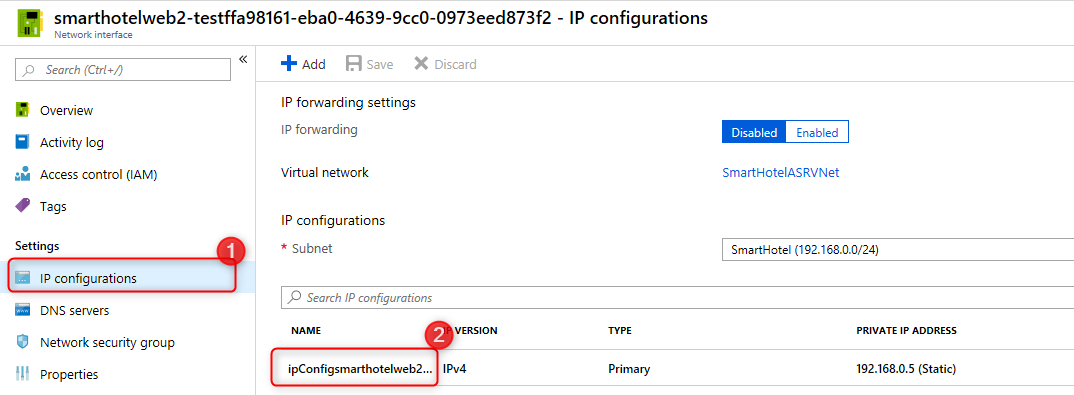 smarthotelweb2-testffa98161-eba0-4639-9cc0-0973eed873f2 - IP configurations
Network interface
Search (Ctrl+/)
«
Overview
Activity log
Access control (IAM)
Tags
Settings
1
IP configurations
DNS servers
Network security group
Properties
Add Save Discard
IP forwarding settings
IP forwarding Disabled Enabled
Virtual network SmartHotelASRVNet
IP configurations
* Subnet SmartHotel (192.168.0.0/24)
Search IP configurations
2
NAME VERSION TYPE PRIVATE IP ADDRESS
ipConfigsmarthotelweb2... IPv4 Primary 192.168.0.5 (Static)